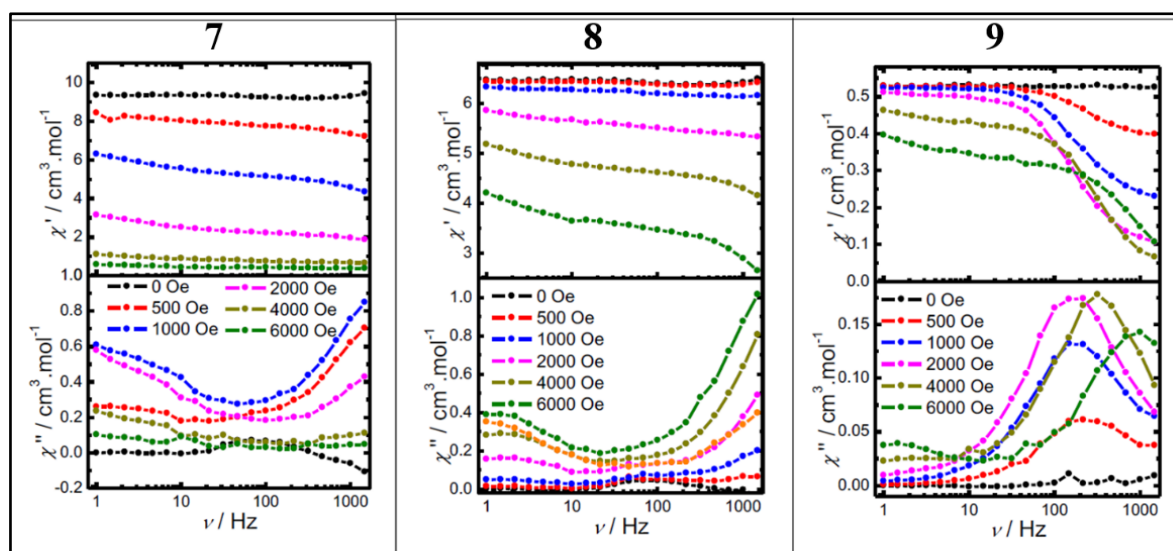 7
8
9
χ' / cm³.mol⁻¹
10
8
6
4
2
1.0
χ'' / cm³.mol⁻¹
0.8
0.6
0.4
0.2
0.0
-0.2
0 Oe
500 Oe
1000 Oe
2000 Oe
4000 Oe
6000 Oe
1 10 100 1000
ν / Hz
χ' / cm³.mol⁻¹
6
5
4
3
χ'' / cm³.mol⁻¹
1.0
0.8
0.6
0.4
0.2
0.0
0 Oe
500 Oe
1000 Oe
2000 Oe
4000 Oe
6000 Oe
1 10 100 1000
ν / Hz
χ' / cm³.mol⁻¹
0.5
0.4
0.3
0.2
0.1
0.0
χ'' / cm³.mol⁻¹
0.15
0.10
0.05
0.00
0 Oe
500 Oe
1000 Oe
2000 Oe
4000 Oe
6000 Oe
1 10 100 1000
ν / Hz